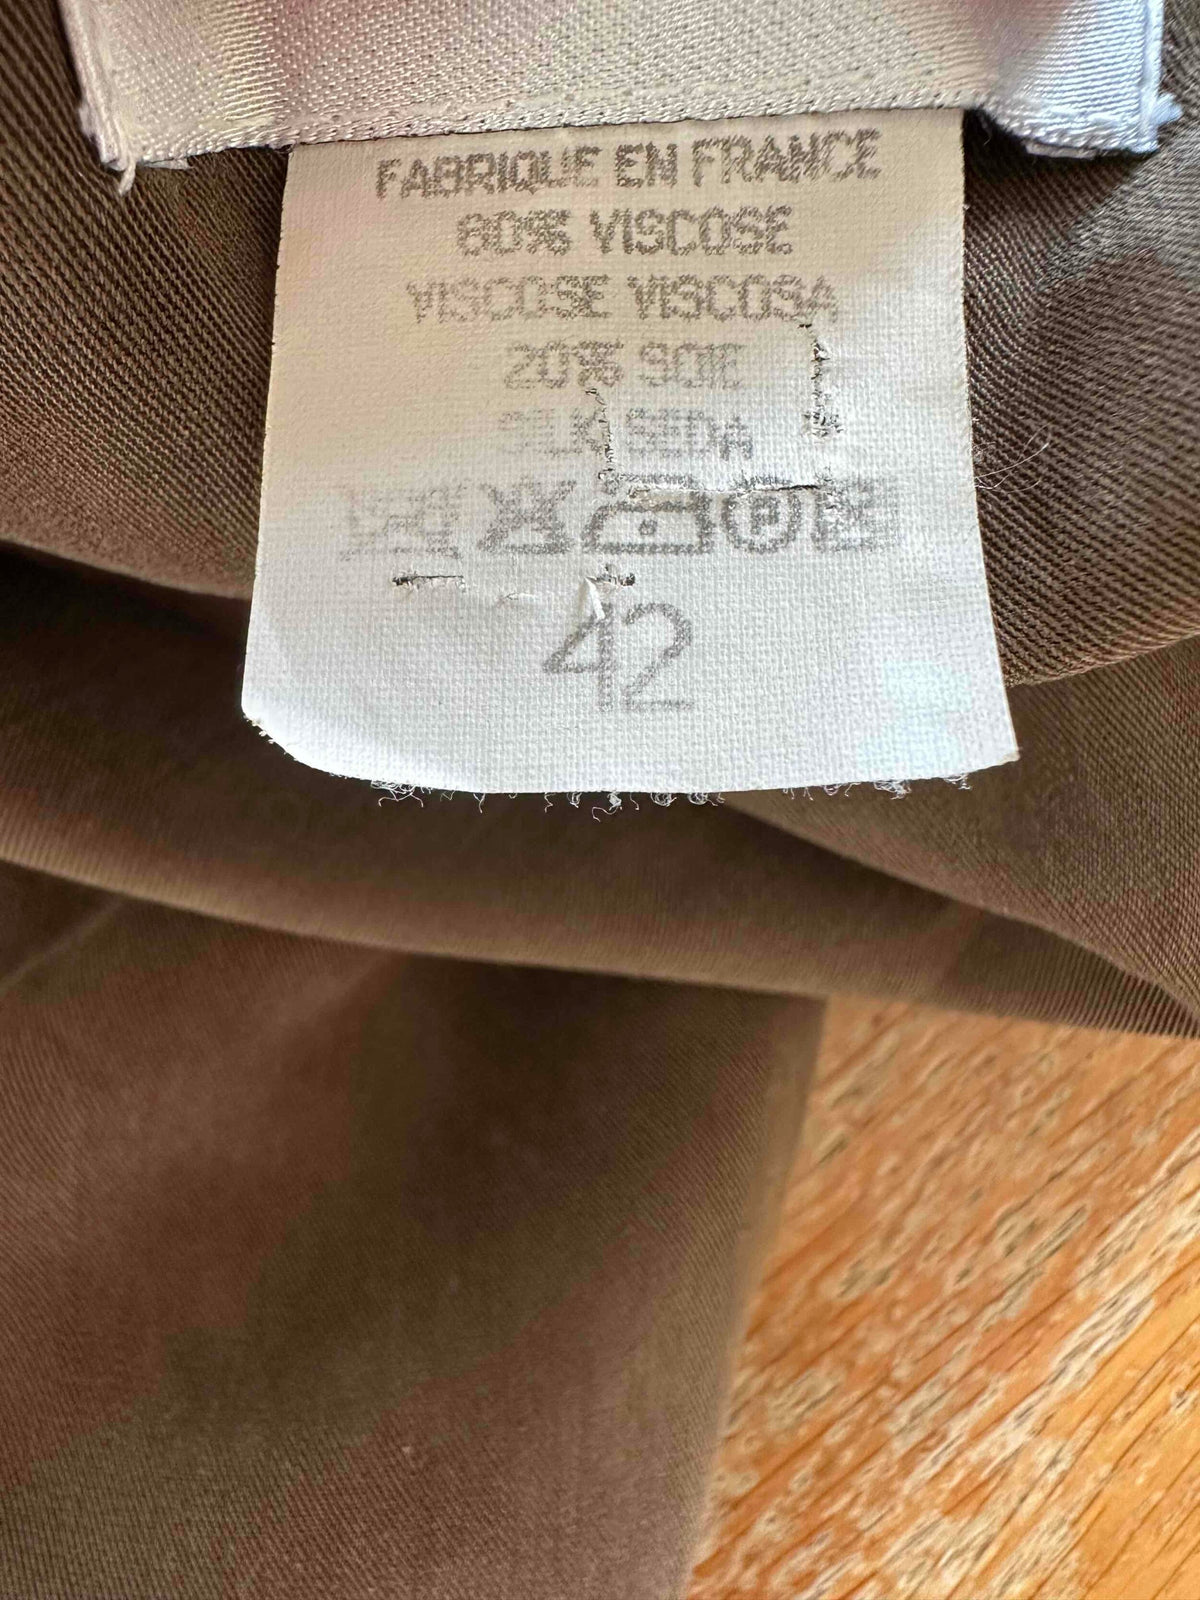 FABRIQUE EN FRANCE
80% VISCOSE
VISCOSE VISCOSA
20% SOIE
SILK SEDA
P
42